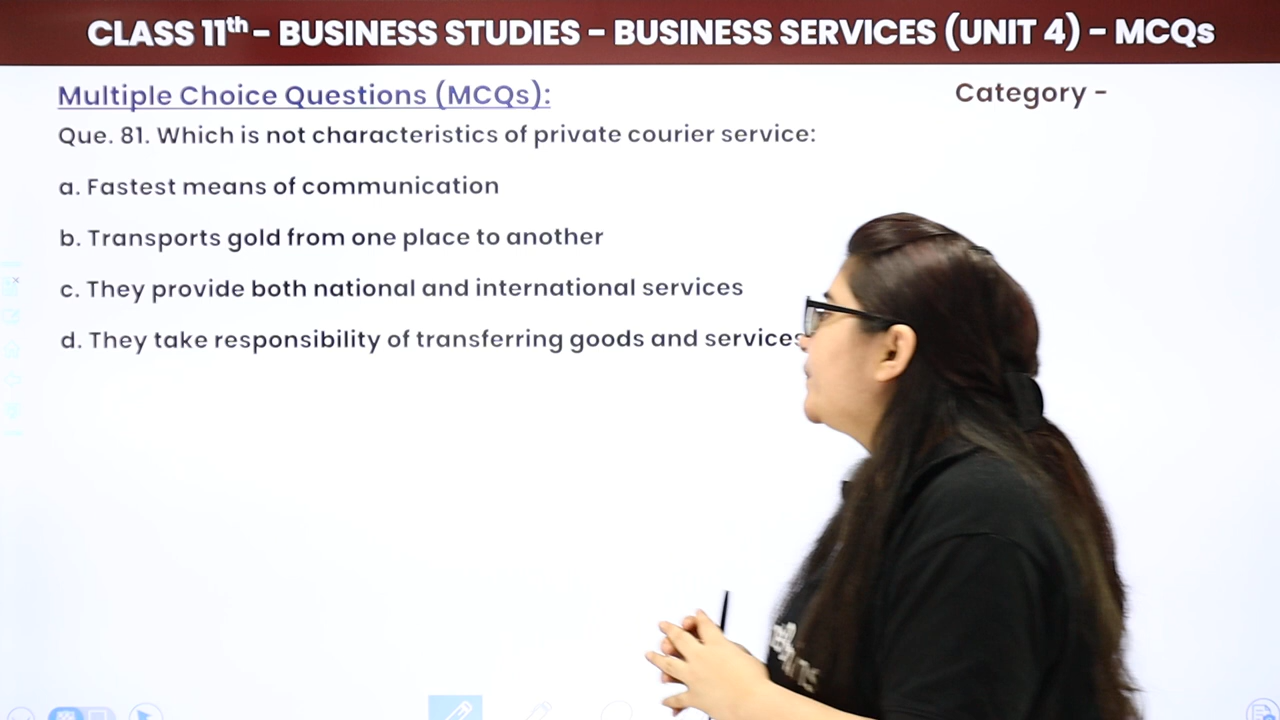 CLASS 11th – BUSINESS STUDIES – BUSINESS SERVICES (UNIT 4) – MCQs
Multiple Choice Questions (MCQs):
Category -
Que. 81. Which is not characteristics of private courier service:
a. Fastest means of communication
b. Transports gold from one place to another
c. They provide both national and international services
d. They take responsibility of transferring goods and services